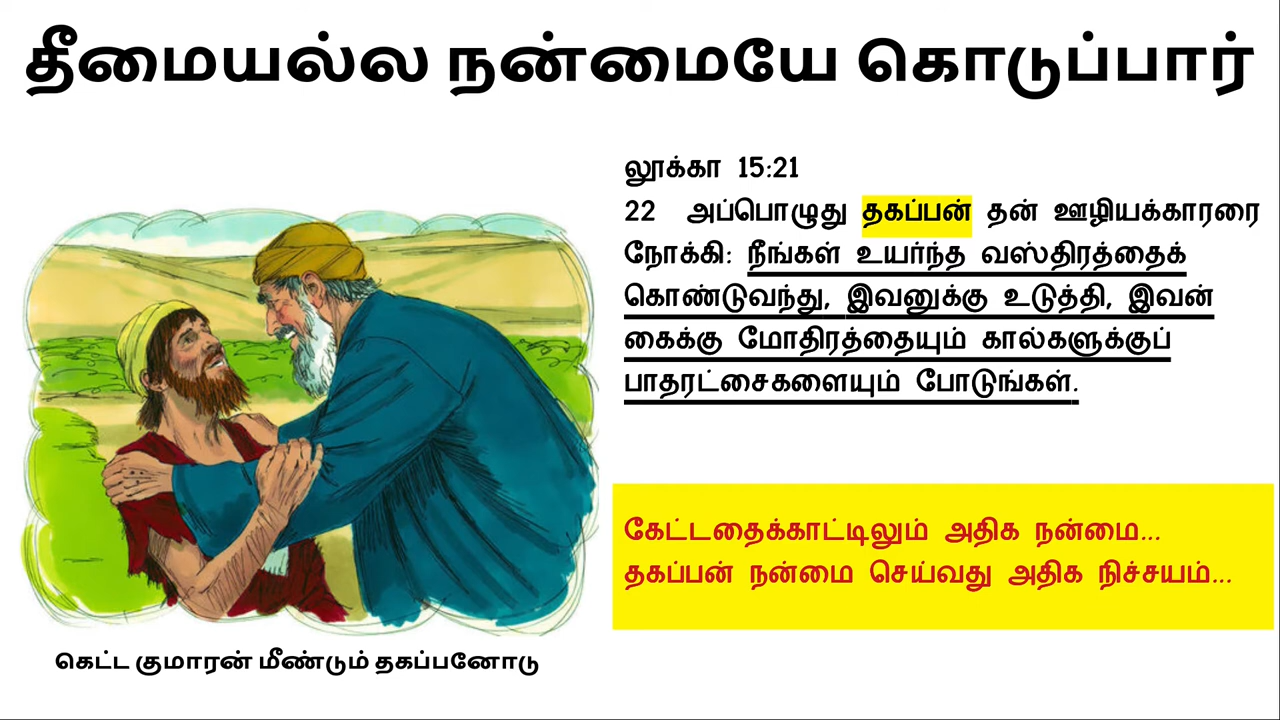 தீமையல்ல நன்மையே கொடுப்பார்
லூக்கா 15:21
22 அப்பொழுது தகப்பன் தன் ஊழியக்காரரை
நோக்கி: நீங்கள் உயர்ந்த வஸ்திரத்தைக்
கொண்டுவந்து, இவனுக்கு உடுத்தி, இவன்
கைக்கு மோதிரத்தையும் கால்களுக்குப்
பாதரட்சைகளையும் போடுங்கள்.
கேட்டதைக்காட்டிலும் அதிக நன்மை...
தகப்பன் நன்மை செய்வது அதிக நிச்சயம்...
கெட்ட குமாரன் மீண்டும் தகப்பனோடு